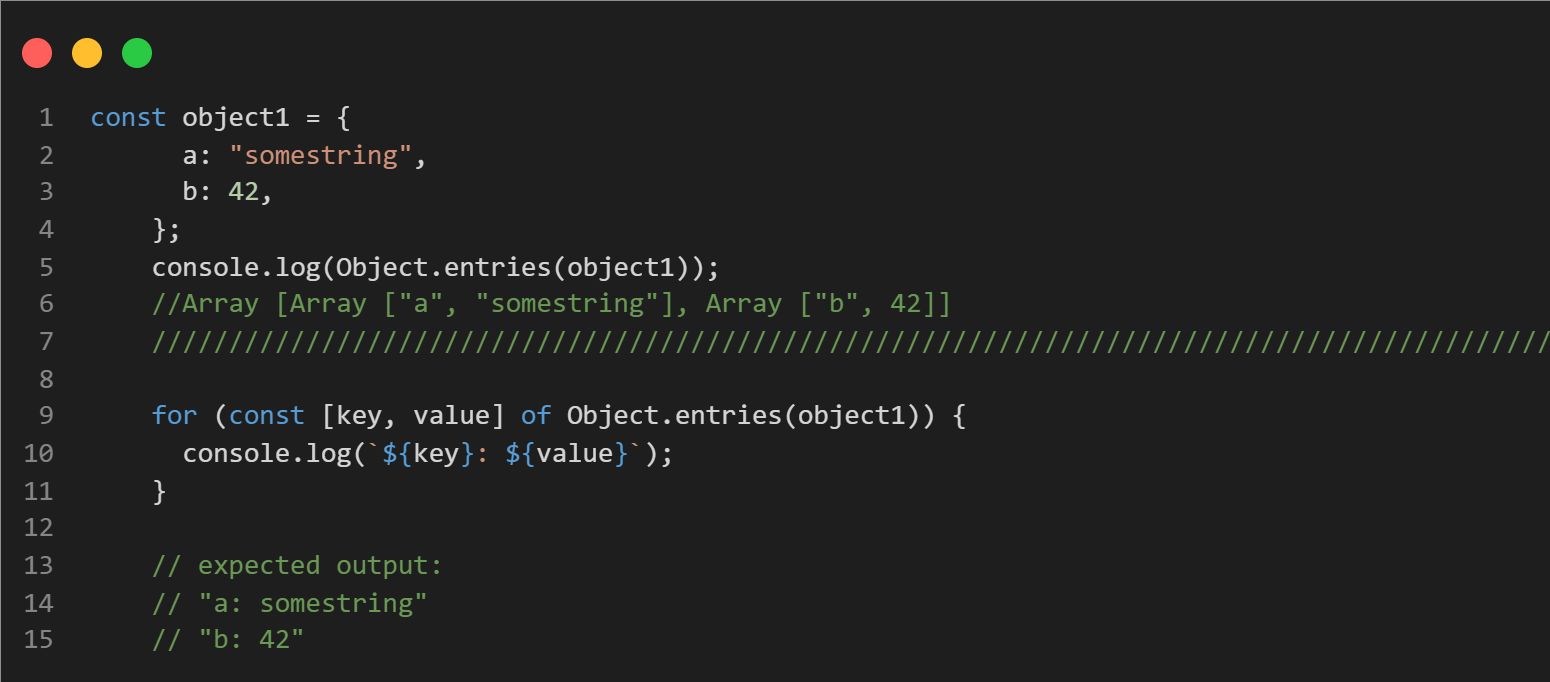 1 const object1 = {
2 a: "somestring",
3 b: 42,
4 };
5 console.log(Object.entries(object1));
6 //Array [Array ["a", "somestring"], Array ["b", 42]]
7 ///////////////////////////////////////////////////////////////////////////////////////////
8
9 for (const [key, value] of Object.entries(object1)) {
10 console.log(`${key}: ${value}`);
11 }
12
13 // expected output:
14 // "a: somestring"
15 // "b: 42"